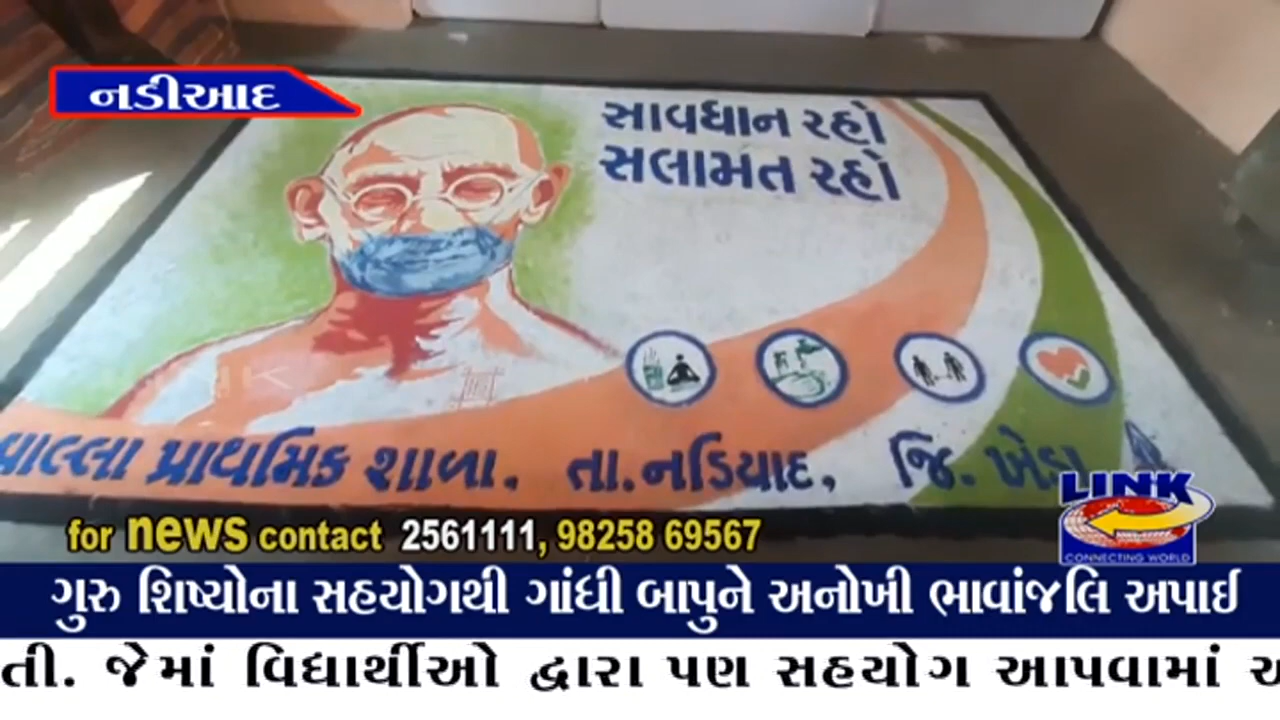 નડીઆદ
સાવધાન રહો
સલામત રહો
પ્રાથમિક શાળા. તા. નડિયાદ, જિ. ખેડા
LINK
CONNECTING WORLD
for news contact 2561111, 98258 69567
ગુરુ શિષ્યોના સહયોગથી ગાંધી બાપુને અનોખી ભાવાંજલિ અપાઈ
તી. જેમાં વિદ્યાર્થીઓ દ્વારા પણ સહયોગ આપવામાં